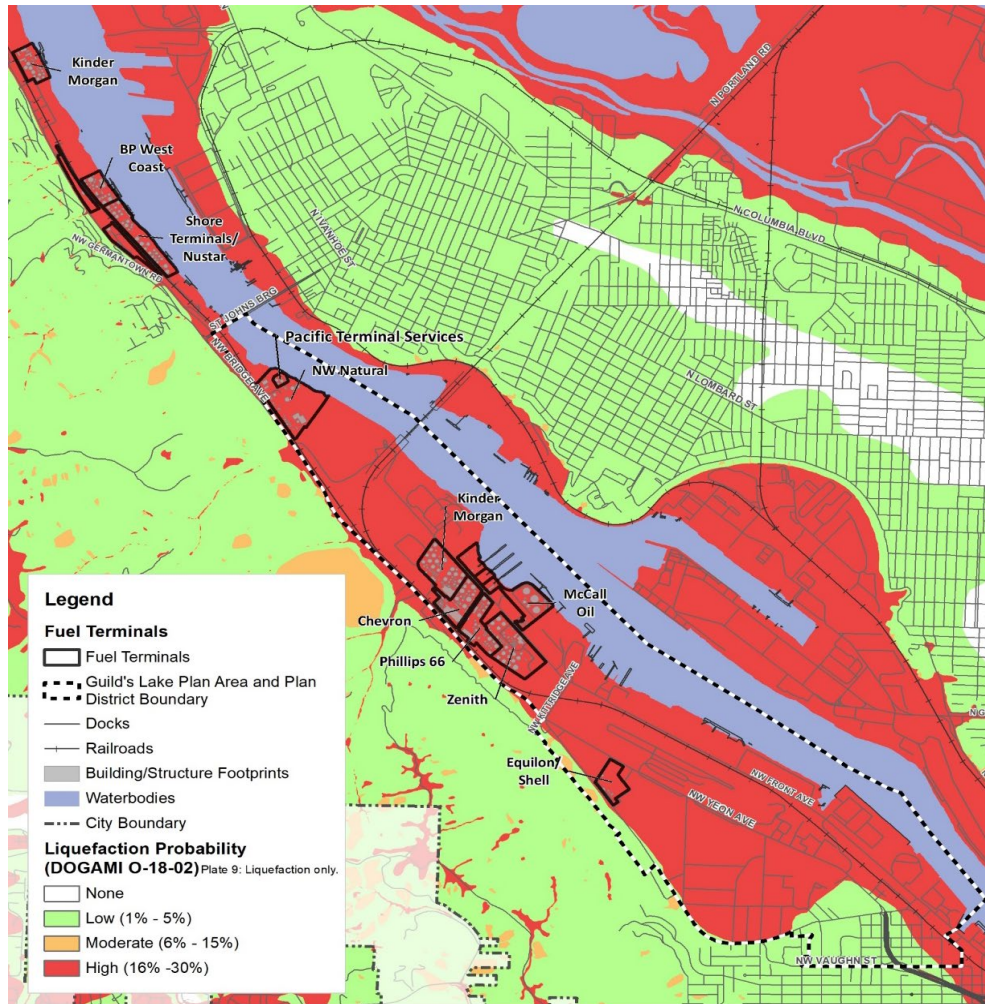 Kinder
Morgan
BP West
Coast
Shore
Terminals/
Nustar
NW GERMANTOWN RD
ST JOHNS BRG
N IVANHOE ST
N PORTLAND RD
N COLUMBIA BLVD
N LOMBARD ST
Pacific Terminal Services
NW Natural
NW BRIDGE AVE
Kinder
Morgan
McCall
Oil
Chevron
Phillips 66
Zenith
NW KITTRIDGE AVE
Equilon/
Shell
NW FRONT AVE
NW YEON AVE
NW VAUGHN ST
N G
Legend
Fuel Terminals
Fuel Terminals
Guild's Lake Plan Area and Plan
District Boundary
Docks
Railroads
Building/Structure Footprints
Waterbodies
City Boundary
Liquefaction Probability
(DOGAMI O-18-02) Plate 9: Liquefaction only.
None
Low (1% - 5%)
Moderate (6% - 15%)
High (16% -30%)